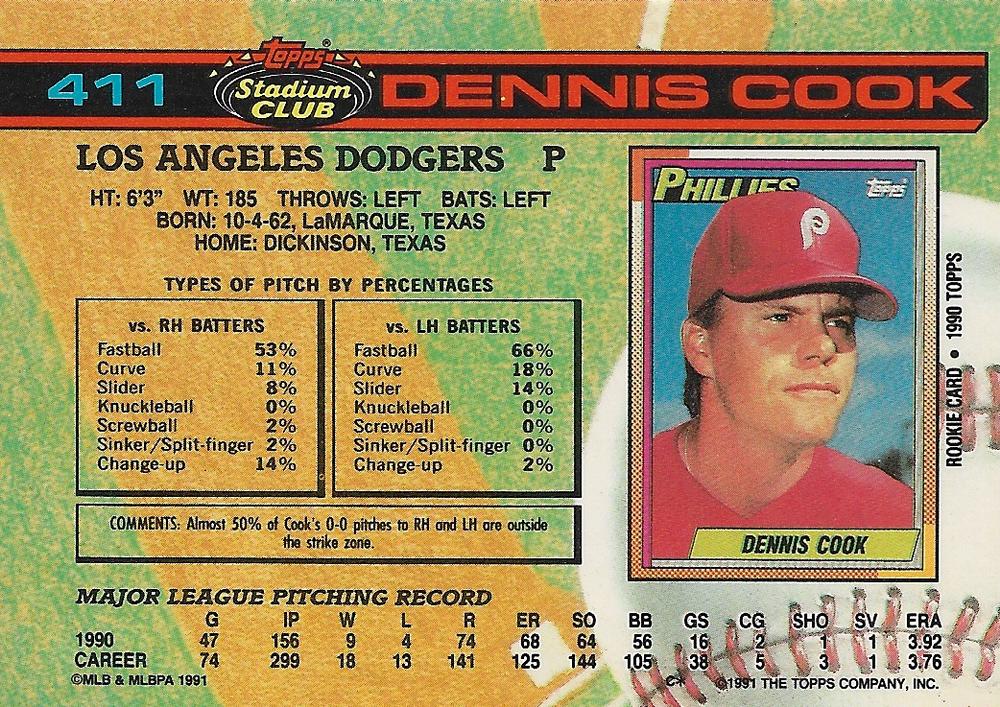 411 Topps® Stadium CLUB DENNIS COOK
LOS ANGELES DODGERS P
HT: 6'3" WT: 185 THROWS: LEFT BATS: LEFT
BORN: 10-4-62, LaMARQUE, TEXAS
HOME: DICKINSON, TEXAS
TYPES OF PITCH BY PERCENTAGES
vs. RH BATTERS
Fastball 53%
Curve 11%
Slider 8%
Knuckleball 0%
Screwball 2%
Sinker/Split-finger 2%
Change-up 14%
vs. LH BATTERS
Fastball 66%
Curve 18%
Slider 14%
Knuckleball 0%
Screwball 0%
Sinker/Split-finger 0%
Change-up 2%
COMMENTS: Almost 50% of Cook's 0-0 pitches to RH and LH are outside
the strike zone.
PHILLIES Topps
DENNIS COOK
ROOKIE CARD • 1990 TOPPS
MAJOR LEAGUE PITCHING RECORD
G IP W L R ER SO BB GS CG SHO SV ERA
1990 47 156 9 4 74 68 64 56 16 2 1 1 3.92
CAREER 74 299 18 13 141 125 144 105 38 5 3 1 3.76
©MLB & MLBPA 1991 C* ©1991 THE TOPPS COMPANY, INC.